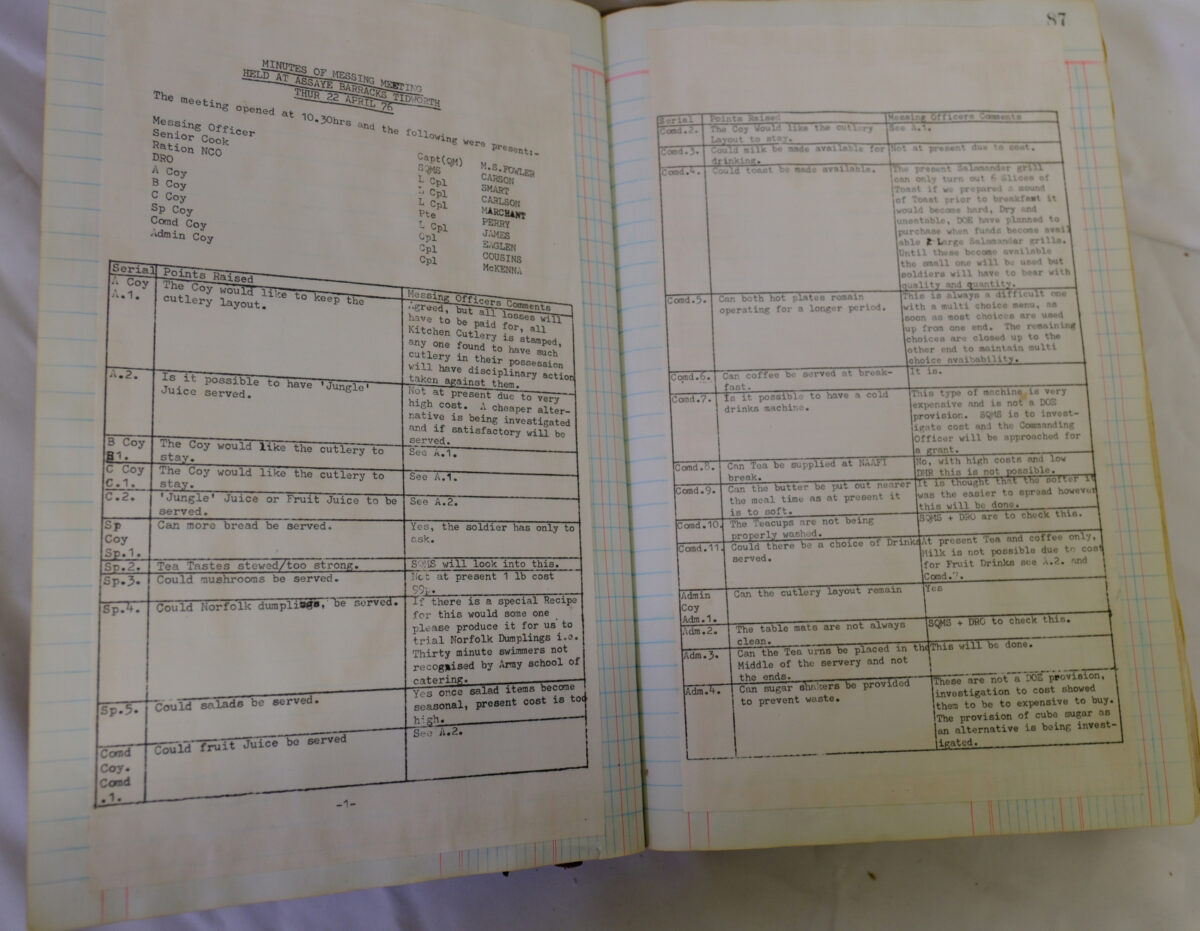 MINUTES OF MESSING MEETING
HELD AT ASSAYE BARRACKS TIDWORTH
THUR 22 APRIL 76
The meeting opened at 10.30hrs and the following were present:-
Messing Officer Capt(QM) M.S.FOWLER
Senior Cook SQMS CARSON
Ration NCO L Cpl SMART
DRO L Cpl CARLSON
A Coy L Cpl MARCHANT
B Coy Pte PERRY
C Coy L Cpl JAMES
Sp Coy Cpl EAGLEN
Comd Coy Cpl COUSINS
Admin Coy Cpl McKENNA
Serial Points Raised Messing Officers Comments
A Coy
A.1.
The Coy would like to keep the
cutlery layout.
Agreed, but all losses will
have to be paid for, all
Kitchen Cutlery is stamped,
any one found to have such
cutlery in their possession
will have disciplinary action
taken against them.
A.2.
Is it possible to have 'Jungle'
Juice served.
Not at present due to very
high cost. A cheaper alter-
native is being investigated
and if satisfactory will be
served.
B Coy
B1.
The Coy would like the cutlery to
stay.
See A.1.
C Coy
C.1.
The Coy would like the cutlery to
stay.
See A.1.
C.2.
'Jungle' Juice or Fruit Juice to be
served.
See A.2.
Sp
Coy
Sp.1.
Can more bread be served.
Yes, the soldier has only to
ask.
Sp.2.
Tea Tastes stewed/too strong.
SQMS will look into this.
Sp.3.
Could mushrooms be served.
Not at present 1 lb cost
99p.
Sp.4.
Could Norfolk dumplings, be served.
If there is a special Recipe
for this would some one
please produce it for us to
trial Norfolk Dumplings i.e.
Thirty minute swimmers not
recognised by Army school of
catering.
Sp.5.
Could salads be served.
Yes once salad items become
seasonal, present cost is too
high.
Comd
Coy.
Comd
.1.
Could fruit Juice be served
See A.2.
-1-
87
Serial Points Raised Messing Officers Comments
Comd.2.
The Coy Would like the cutlery
Layout to stay.
See A.1.
Comd.3.
Could milk be made available for
drinking.
Not at present due to cost.
Comd.4.
Could toast be made available.
The present Salamander grill
can only turn out 6 Slices of
Toast if we prepared a mound
of Toast prior to breakfast it
would become hard, Dry and
uneatable, DOE have planned to
purchase when funds become avail
able 2 Large Salamander grills.
Until these become available
the small one will be used but
soldiers will have to bear with
quality and quantity.
Comd.5.
Can both hot plates remain
operating for a longer period.
This is always a difficult one
with a multi choice menu, as
soon as most choices are used
up from one end. The remaining
choices are closed up to the
other end to maintain multi
choice avaibability.
Comd.6.
Can coffee be served at break-
fast.
It is.
Comd.7.
Is it possible to have a cold
drinks machine.
This type of machine is very
expensive and is not a DOE
provision. SQMS is to invest-
igate cost and the Commanding
Officer will be approached for
a grant.
Comd.8.
Can Tea be supplied at NAAFI
break.
No, with high costs and low
DMR this is not possible.
Comd.9.
Can the butter be put out nearer
the meal time as at present it
is to soft.
It is thought that the softer it
was the easier to spread however
this will be done.
Comd.10.
The Teacups are not being
properly washed.
SQMS + DRO are to check this.
Comd.11.
Could there be a choice of Drinks
served.
At present Tea and coffee only,
Milk is not possible due to cost
for Fruit Drinks see A.2. and
Comd.7.
Admin
Coy
Adm.1.
Can the cutlery layout remain
Yes
Adm.2.
The table mats are not always
clean.
SQMS + DRO to check this.
Adm.3.
Can the Tea urns be placed in the
Middle of the servery and not
the ends.
This will be done.
Adm.4.
Can sugar shakers be provided
to prevent waste.
These are not a DOE provision,
investigation to cost showed
them to be to expensive to buy.
The provision of cube sugar as
an alternative is being invest-
igated.